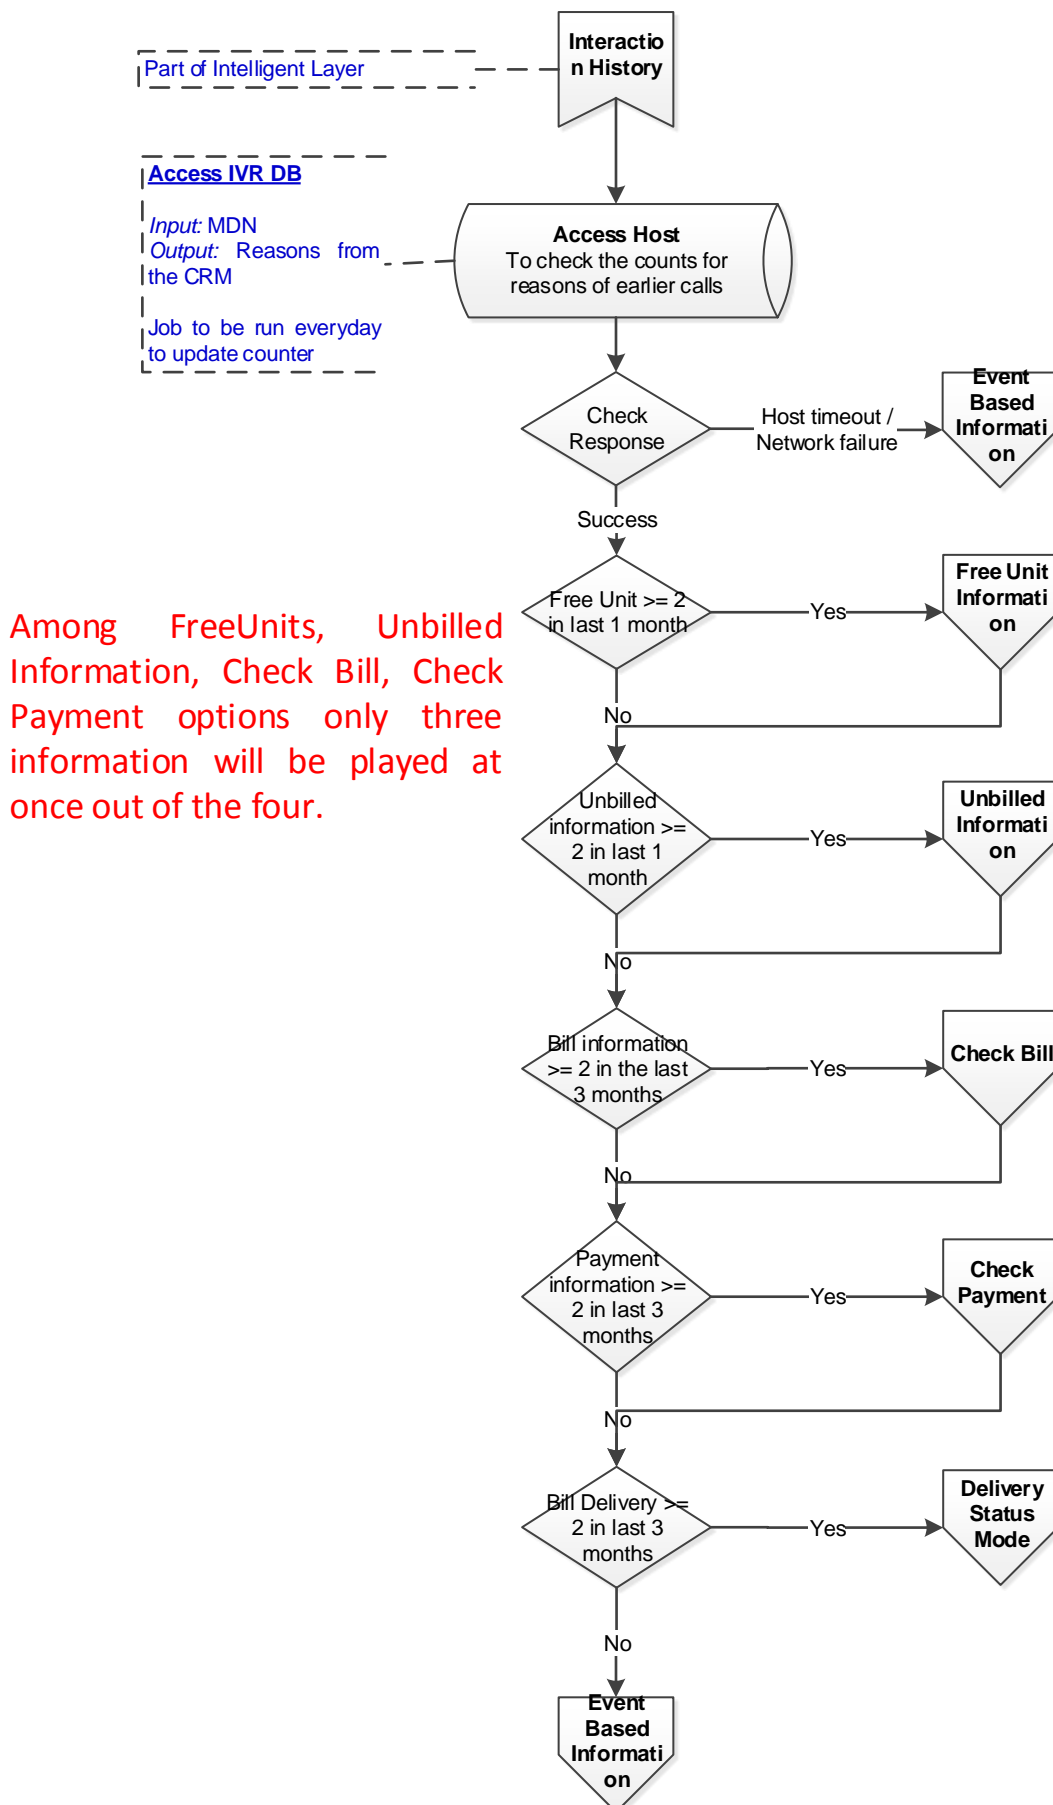 Interactio
n History
Part of Intelligent Layer
Access IVR DB
Input: MDN
Output: Reasons from
the CRM
Job to be run everyday
to update counter
Access Host
To check the counts for
reasons of earlier calls
Check
Response
Host timeout /
Network failure
Event
Based
Informati
on
Success
Free Unit >= 2
in last 1 month
Yes
Free Unit
Informati
on
Among FreeUnits, Unbilled
Information, Check Bill, Check
Payment options only three
information will be played at
once out of the four.
No
Unbilled
information >=
2 in last 1
month
Yes
Unbilled
Informati
on
No
Bill information
>= 2 in the last
3 months
Yes
Check Bill
No
Payment
information >=
2 in last 3
months
Yes
Check
Payment
No
Bill Delivery >=
2 in last 3
months
Yes
Delivery
Status
Mode
No
Event
Based
Informati
on